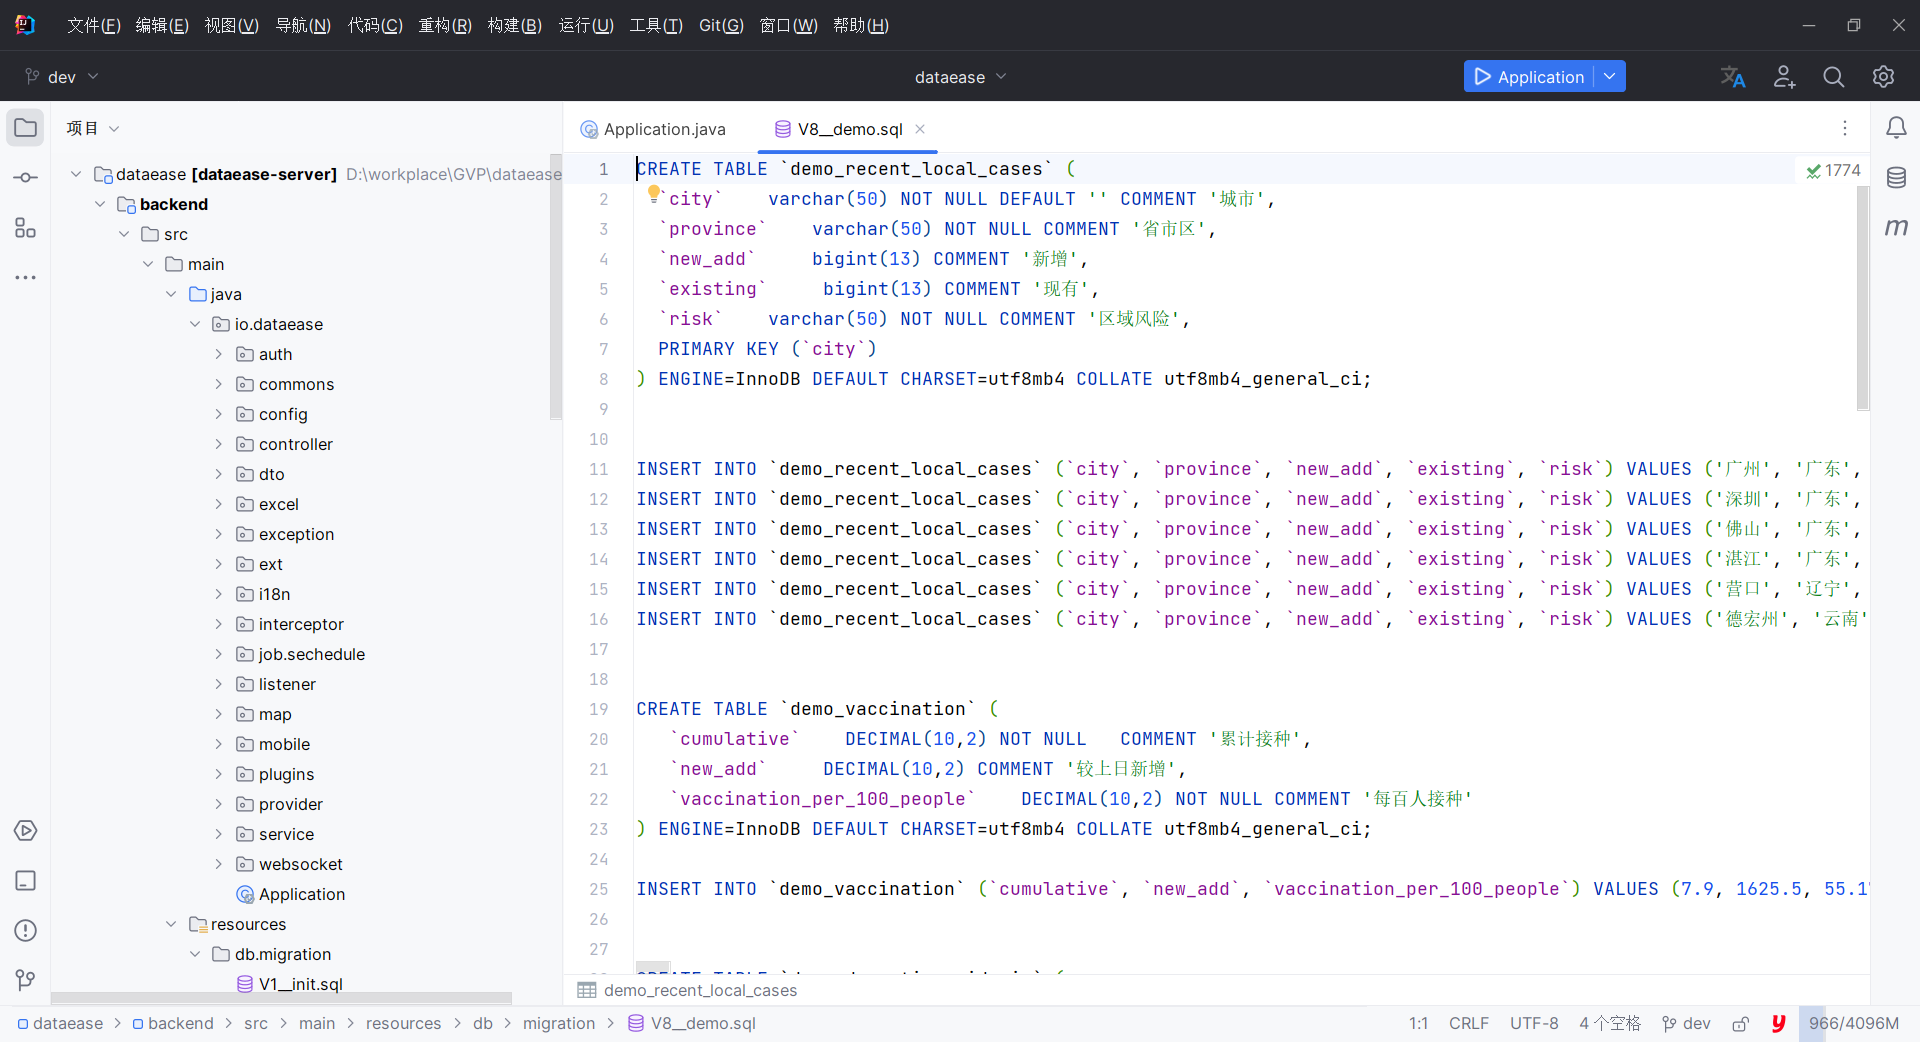 文件(F) 编辑(E) 视图(V) 导航(N) 代码(C) 重构(R) 构建(B) 运行(U) 工具(T) Git(G) 窗口(W) 帮助(H)
dev dataease Application
项目
Application.java V8__demo.sql
dataease [dataease-server] D:\workplace\GVP\dataease
backend
src
main
java
io.dataease
auth
commons
config
controller
dto
excel
exception
ext
i18n
interceptor
job.sechedule
listener
map
mobile
plugins
provider
service
websocket
Application
resources
db.migration
V1__init.sql
1774
1 CREATE TABLE `demo_recent_local_cases` (
2 `city` varchar(50) NOT NULL DEFAULT '' COMMENT '城市',
3 `province` varchar(50) NOT NULL COMMENT '省市区',
4 `new_add` bigint(13) COMMENT '新增',
5 `existing` bigint(13) COMMENT '现有',
6 `risk` varchar(50) NOT NULL COMMENT '区域风险',
7 PRIMARY KEY (`city`)
8 ) ENGINE=InnoDB DEFAULT CHARSET=utf8mb4 COLLATE utf8mb4_general_ci;
9
10
11 INSERT INTO `demo_recent_local_cases` (`city`, `province`, `new_add`, `existing`, `risk`) VALUES ('广州', '广东',
12 INSERT INTO `demo_recent_local_cases` (`city`, `province`, `new_add`, `existing`, `risk`) VALUES ('深圳', '广东',
13 INSERT INTO `demo_recent_local_cases` (`city`, `province`, `new_add`, `existing`, `risk`) VALUES ('佛山', '广东',
14 INSERT INTO `demo_recent_local_cases` (`city`, `province`, `new_add`, `existing`, `risk`) VALUES ('湛江', '广东',
15 INSERT INTO `demo_recent_local_cases` (`city`, `province`, `new_add`, `existing`, `risk`) VALUES ('营口', '辽宁',
16 INSERT INTO `demo_recent_local_cases` (`city`, `province`, `new_add`, `existing`, `risk`) VALUES ('德宏州', '云南'
17
18
19 CREATE TABLE `demo_vaccination` (
20 `cumulative` DECIMAL(10,2) NOT NULL COMMENT '累计接种',
21 `new_add` DECIMAL(10,2) COMMENT '较上日新增',
22 `vaccination_per_100_people` DECIMAL(10,2) NOT NULL COMMENT '每百人接种'
23 ) ENGINE=InnoDB DEFAULT CHARSET=utf8mb4 COLLATE utf8mb4_general_ci;
24
25 INSERT INTO `demo_vaccination` (`cumulative`, `new_add`, `vaccination_per_100_people`) VALUES (7.9, 1625.5, 55.1
26
27
demo_recent_local_cases
dataease > backend > src > main > resources > db > migration > V8__demo.sql 1:1 CRLF UTF-8 4 个空格 dev y 966/4096M